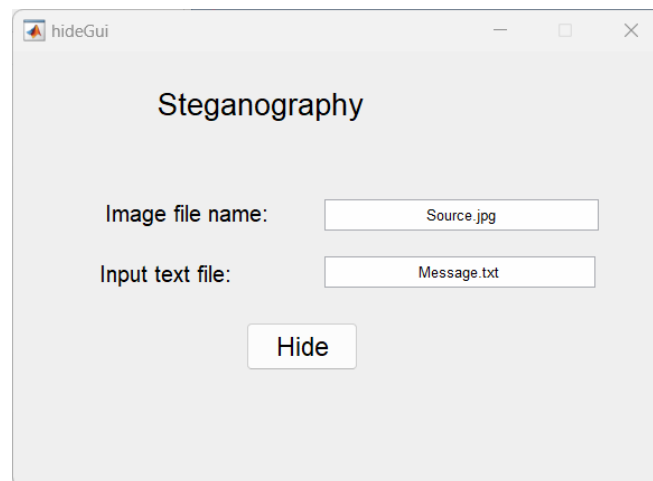 hideGui
Steganography
Image file name: Source.jpg
Input text file: Message.txt
Hide